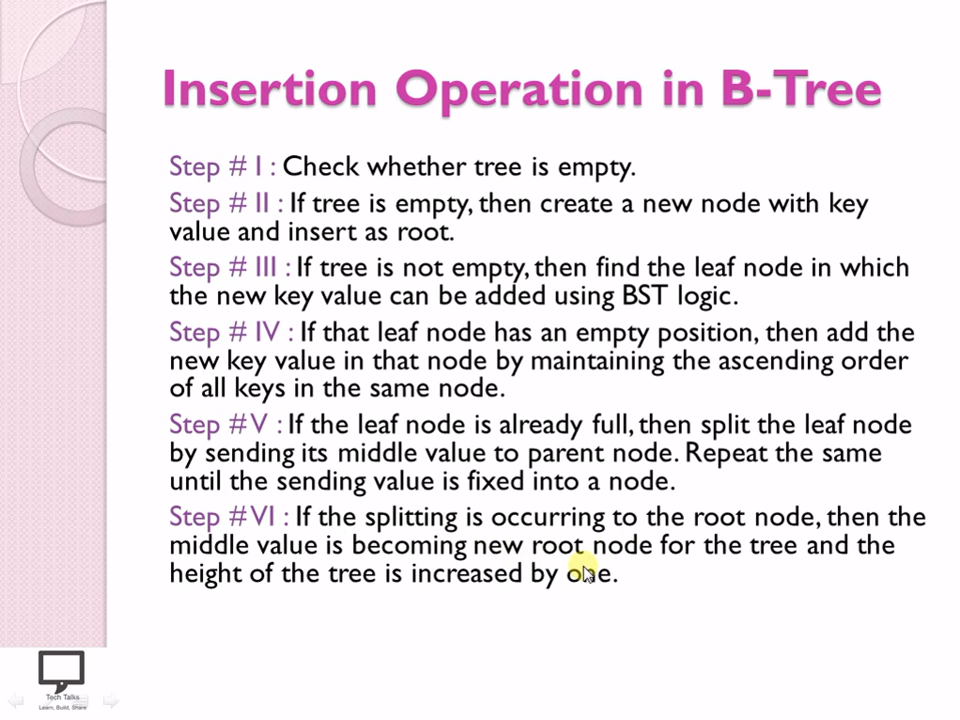 Insertion Operation in B-Tree
Step # I : Check whether tree is empty.
Step # II : If tree is empty, then create a new node with key
value and insert as root.
Step # III : If tree is not empty, then find the leaf node in which
the new key value can be added using BST logic.
Step # IV : If that leaf node has an empty position, then add the
new key value in that node by maintaining the ascending order
of all keys in the same node.
Step # V : If the leaf node is already full, then split the leaf node
by sending its middle value to parent node. Repeat the same
until the sending value is fixed into a node.
Step # VI : If the splitting is occurring to the root node, then the
middle value is becoming new root node for the tree and the
height of the tree is increased by one.
Tech Talks
Learn, Build, Share